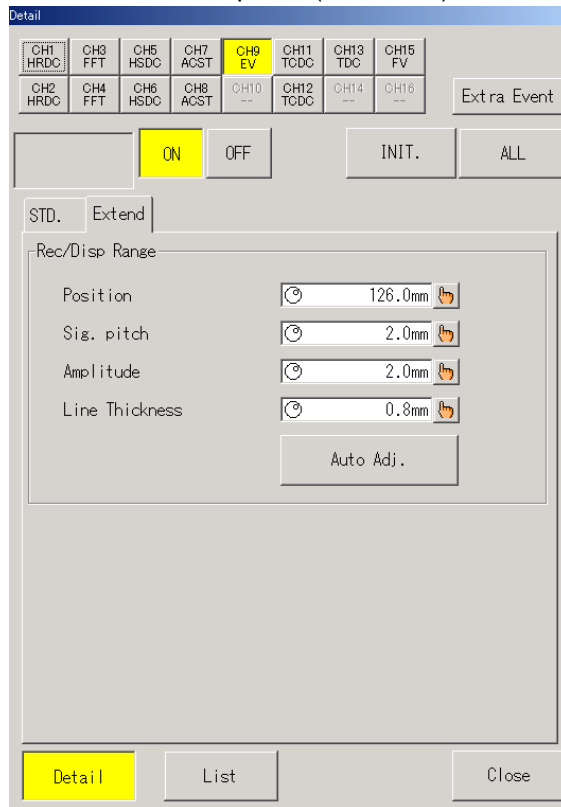 Detail
CH1 CH3 CH5 CH7 CH9 CH11 CH13 CH15
HRDC FFT HSDC ACST EV TCDC TDC FV
CH2 CH4 CH6 CH8 CH10 CH12 CH14 CH16
HRDC FFT HSDC ACST -- TCDC -- --
Extra Event
ON OFF INIT. ALL
STD. Extend
Rec/Disp Range
Position 126.0mm
Sig. pitch 2.0mm
Amplitude 2.0mm
Line Thickness 0.8mm
Auto Adj.
Detail List Close